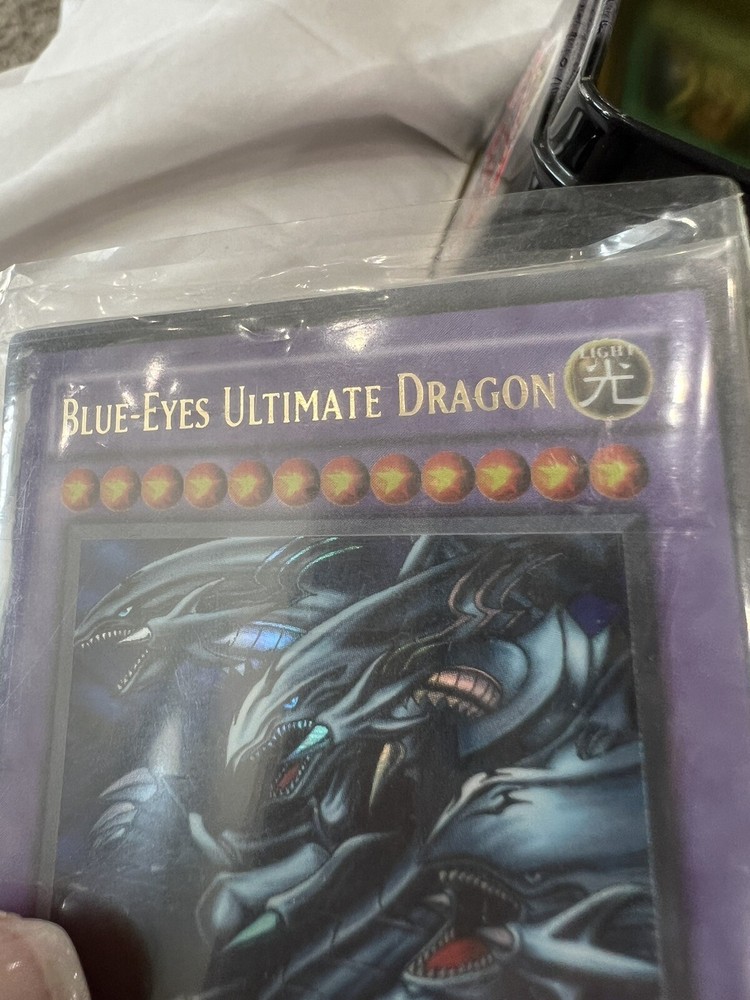 BLUE-EYES ULTIMATE DRAGON
LIGHT
光